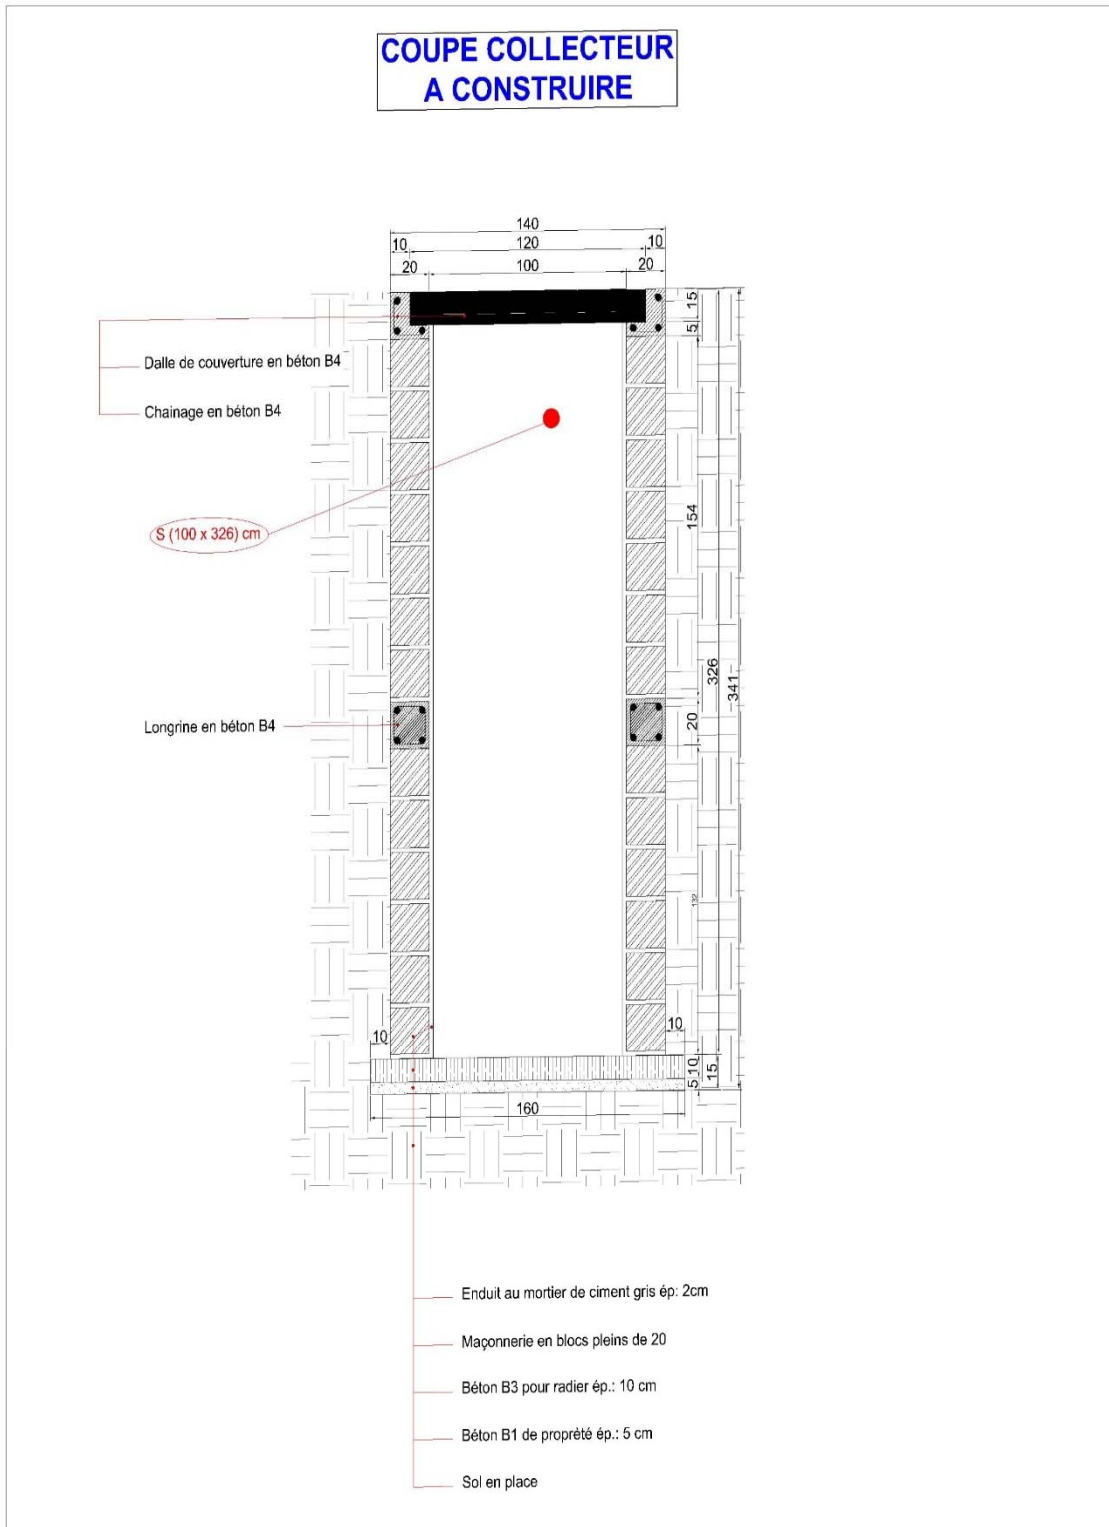 COUPE COLLECTEUR
A CONSTRUIRE
140
10 120 10
20 100 20
15
5
Dalle de couverture en béton B4
Chainage en béton B4
S (100 x 326) cm
154
326
341
Longrine en béton B4
20
132
10
10
10
5
15
160
Enduit au mortier de ciment gris ép: 2cm
Maçonnerie en blocs pleins de 20
Béton B3 pour radier ép.: 10 cm
Béton B1 de proprèté ép.: 5 cm
Sol en place